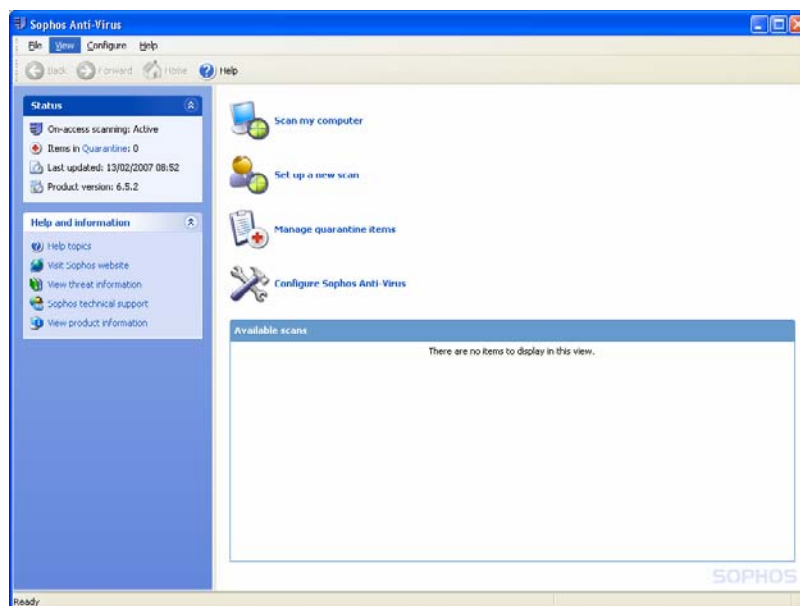 Sophos Anti-Virus
File View Configure Help
Back Forward Home Help
Status
On-access scanning: Active
Items in Quarantine: 0
Last updated: 13/02/2007 08:52
Product version: 6.5.2
Help and information
Help topics
Visit Sophos website
View threat information
Sophos technical support
View product information
Scan my computer
Set up a new scan
Manage quarantine items
Configure Sophos Anti-Virus
Available scans
There are no items to display in this view.
SOPHOS
Ready